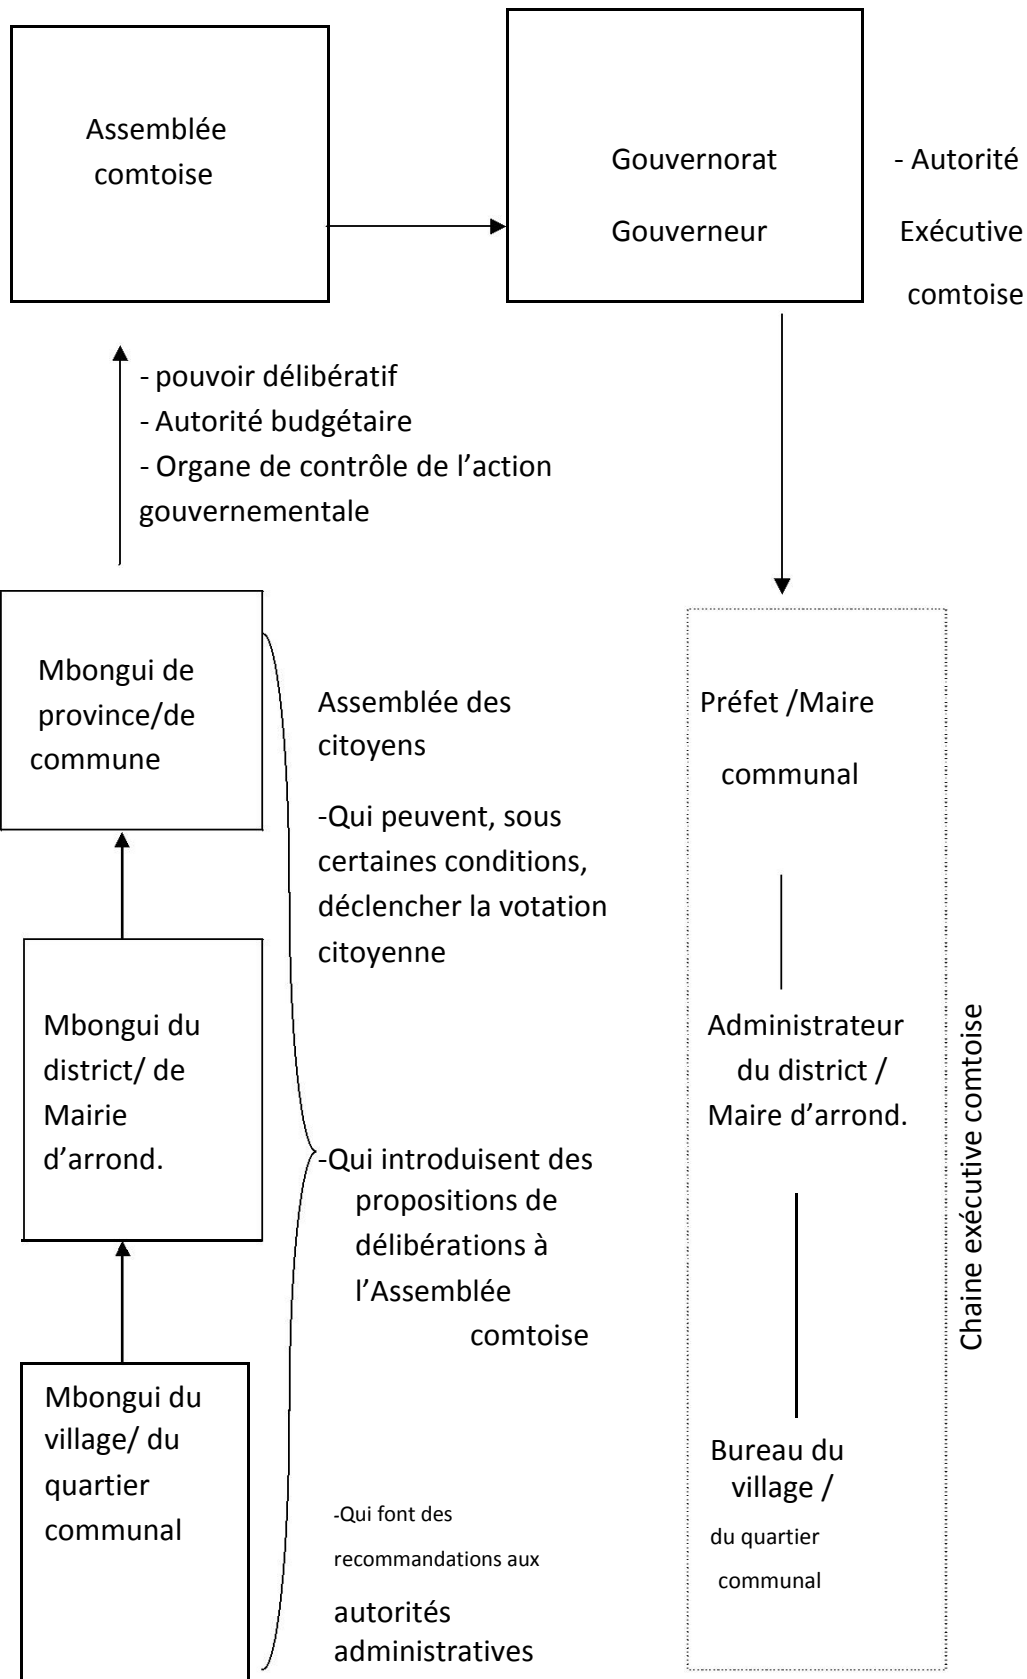 Assemblée
comtoise
Gouvernorat
Gouverneur
- Autorité
Exécutive
comtoise
- pouvoir délibératif
- Autorité budgétaire
- Organe de contrôle de l’action
gouvernementale
Mbongui de
province/de
commune
Mbongui du
district/ de
Mairie
d’arrond.
Mbongui du
village/ du
quartier
communal
Assemblée des
citoyens
-Qui peuvent, sous
certaines conditions,
déclencher la votation
citoyenne
-Qui introduisent des
propositions de
délibérations à
l’Assemblée
comtoise
-Qui font des
recommandations aux
autorités
administratives
Préfet /Maire
communal
Administrateur
du district /
Maire d’arrond.
Bureau du
village /
du quartier
communal
Chaine exécutive comtoise